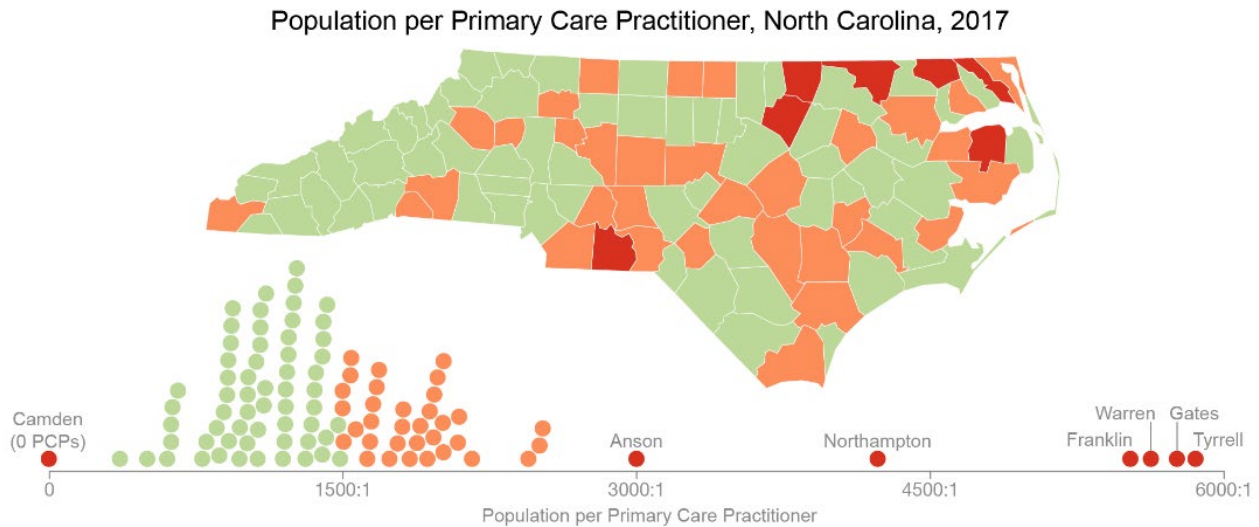 Population per Primary Care Practitioner, North Carolina, 2017
Camden
(0 PCPs)
Anson
Northampton
Warren
Gates
Franklin
Tyrrell
0
1500:1
3000:1
4500:1
6000:1
Population per Primary Care Practitioner